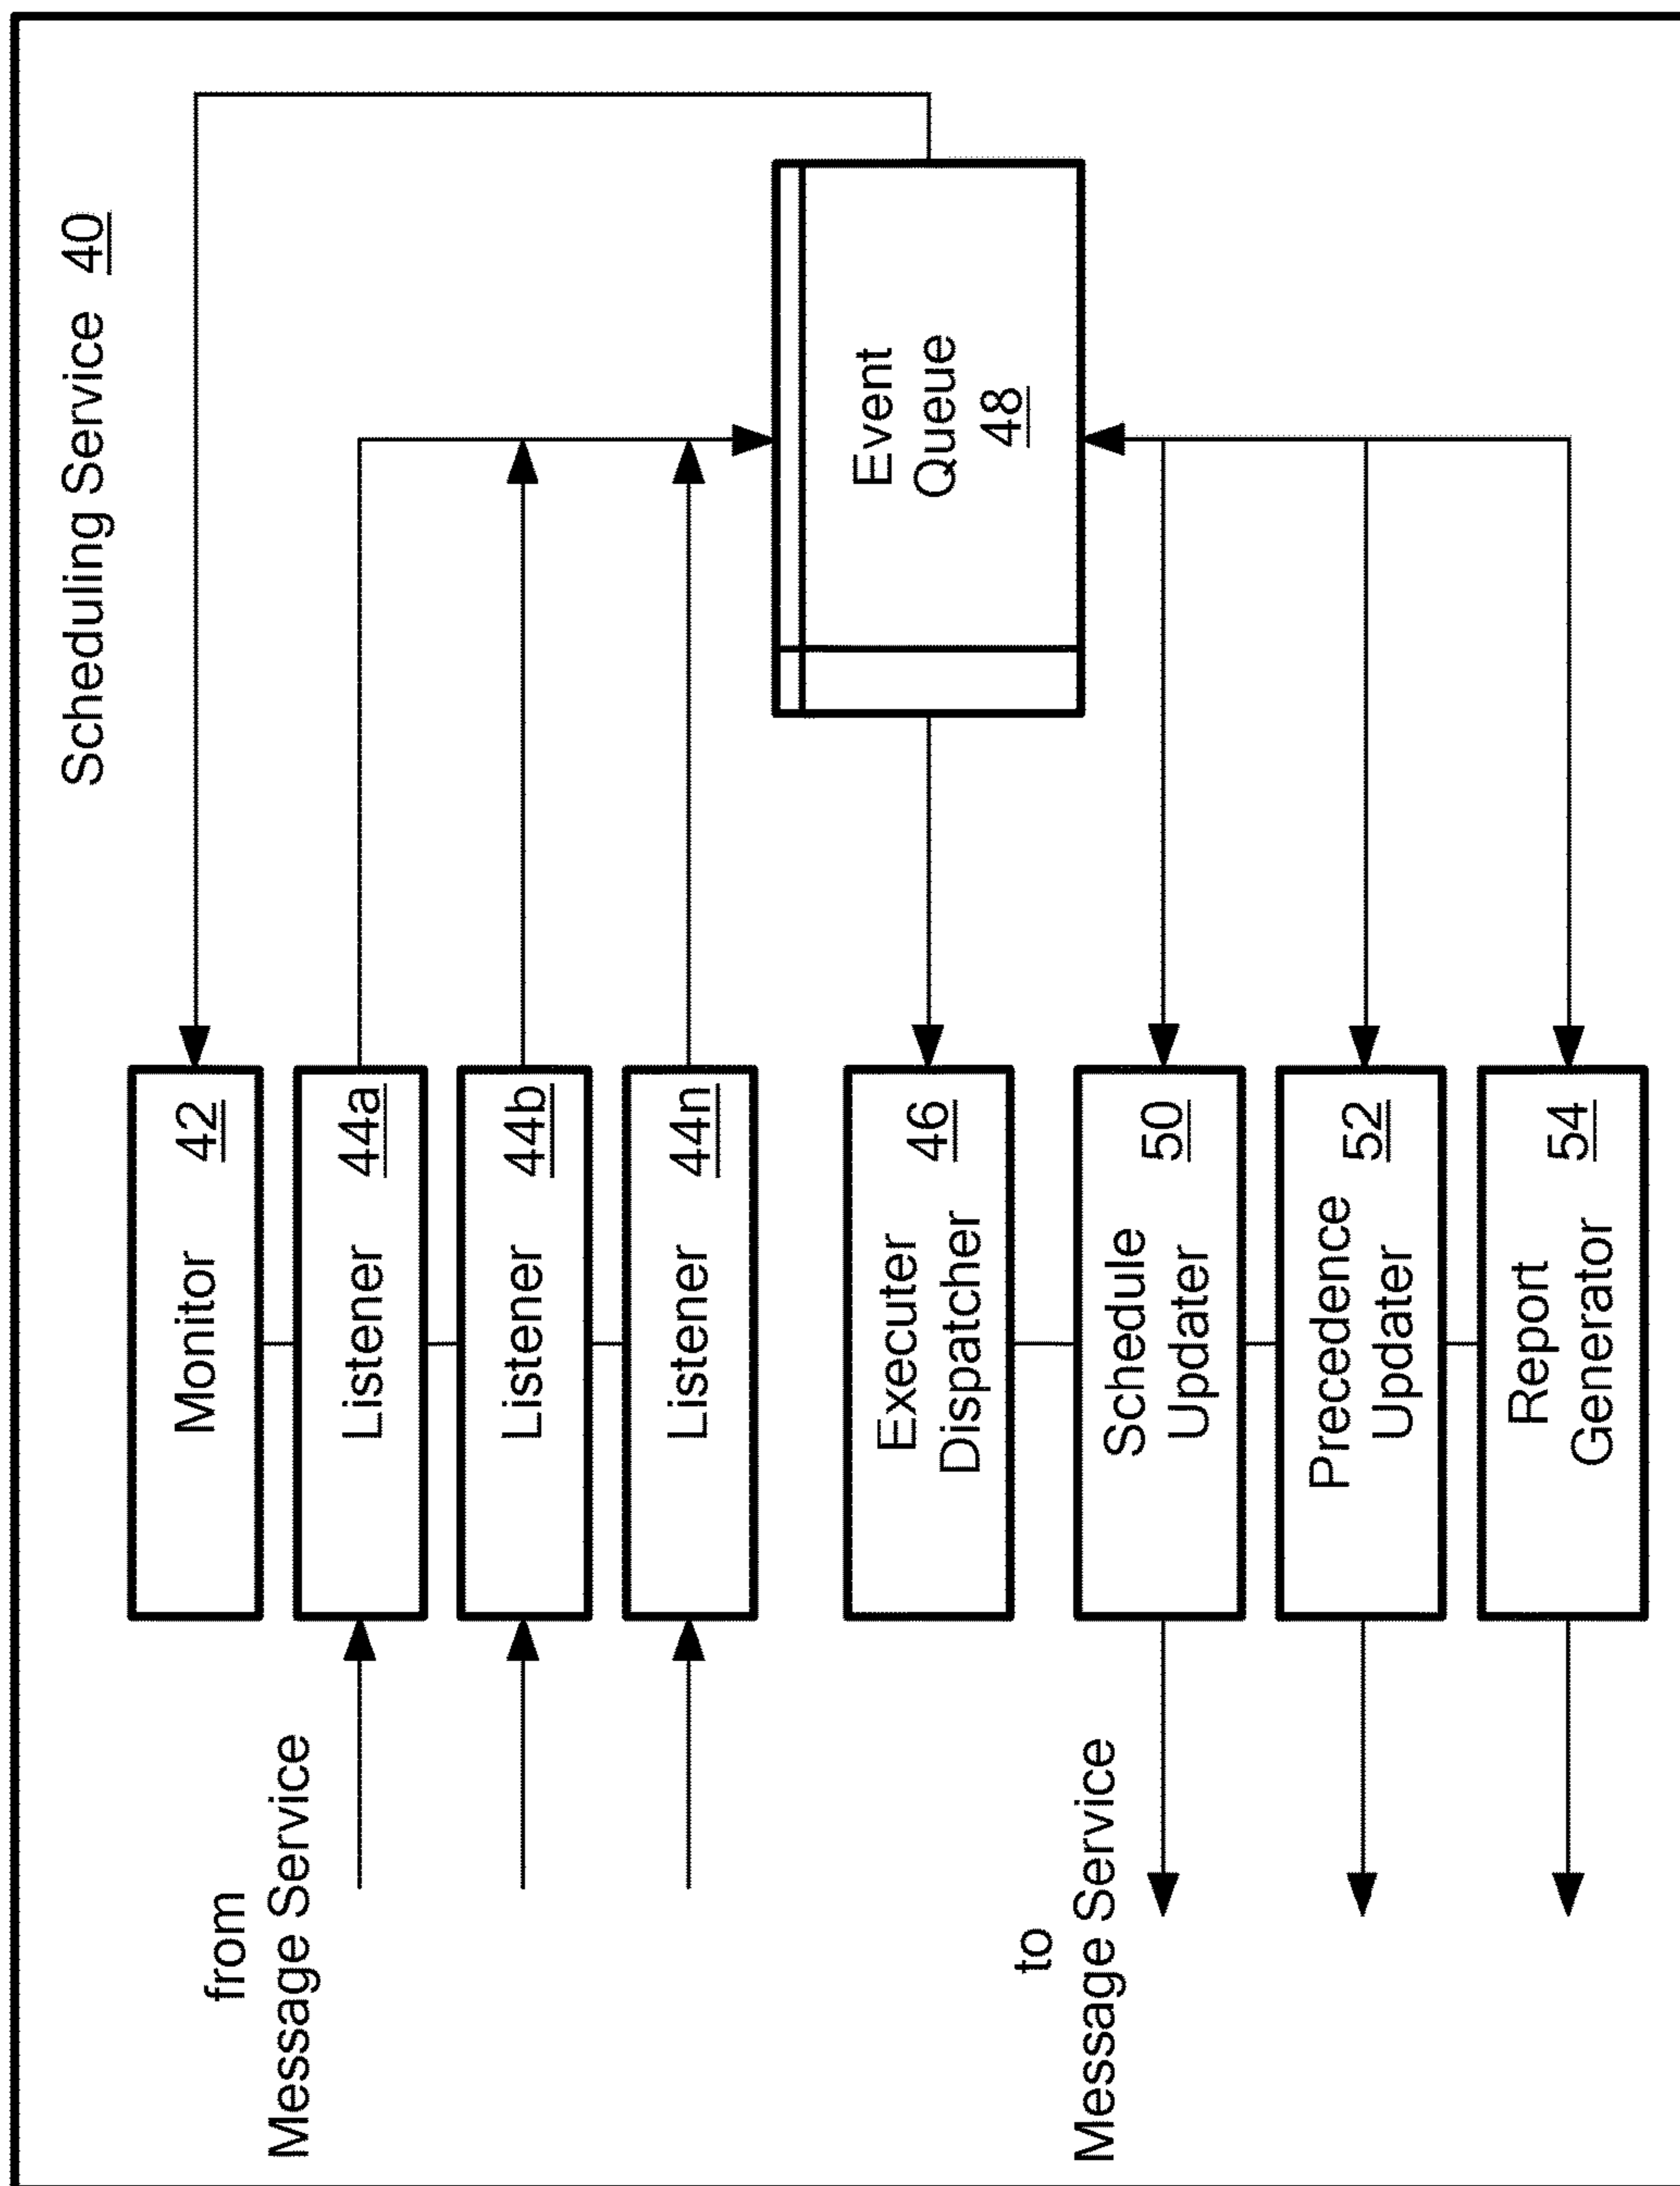 Scheduling Service 40
from
Message Service
Monitor 42
Listener 44a
Listener 44b
Listener 44n
Event
Queue
48
Executer
Dispatcher
46
to
Message Service
Schedule
Updater
50
Precedence
Updater
52
Report
Generator
54